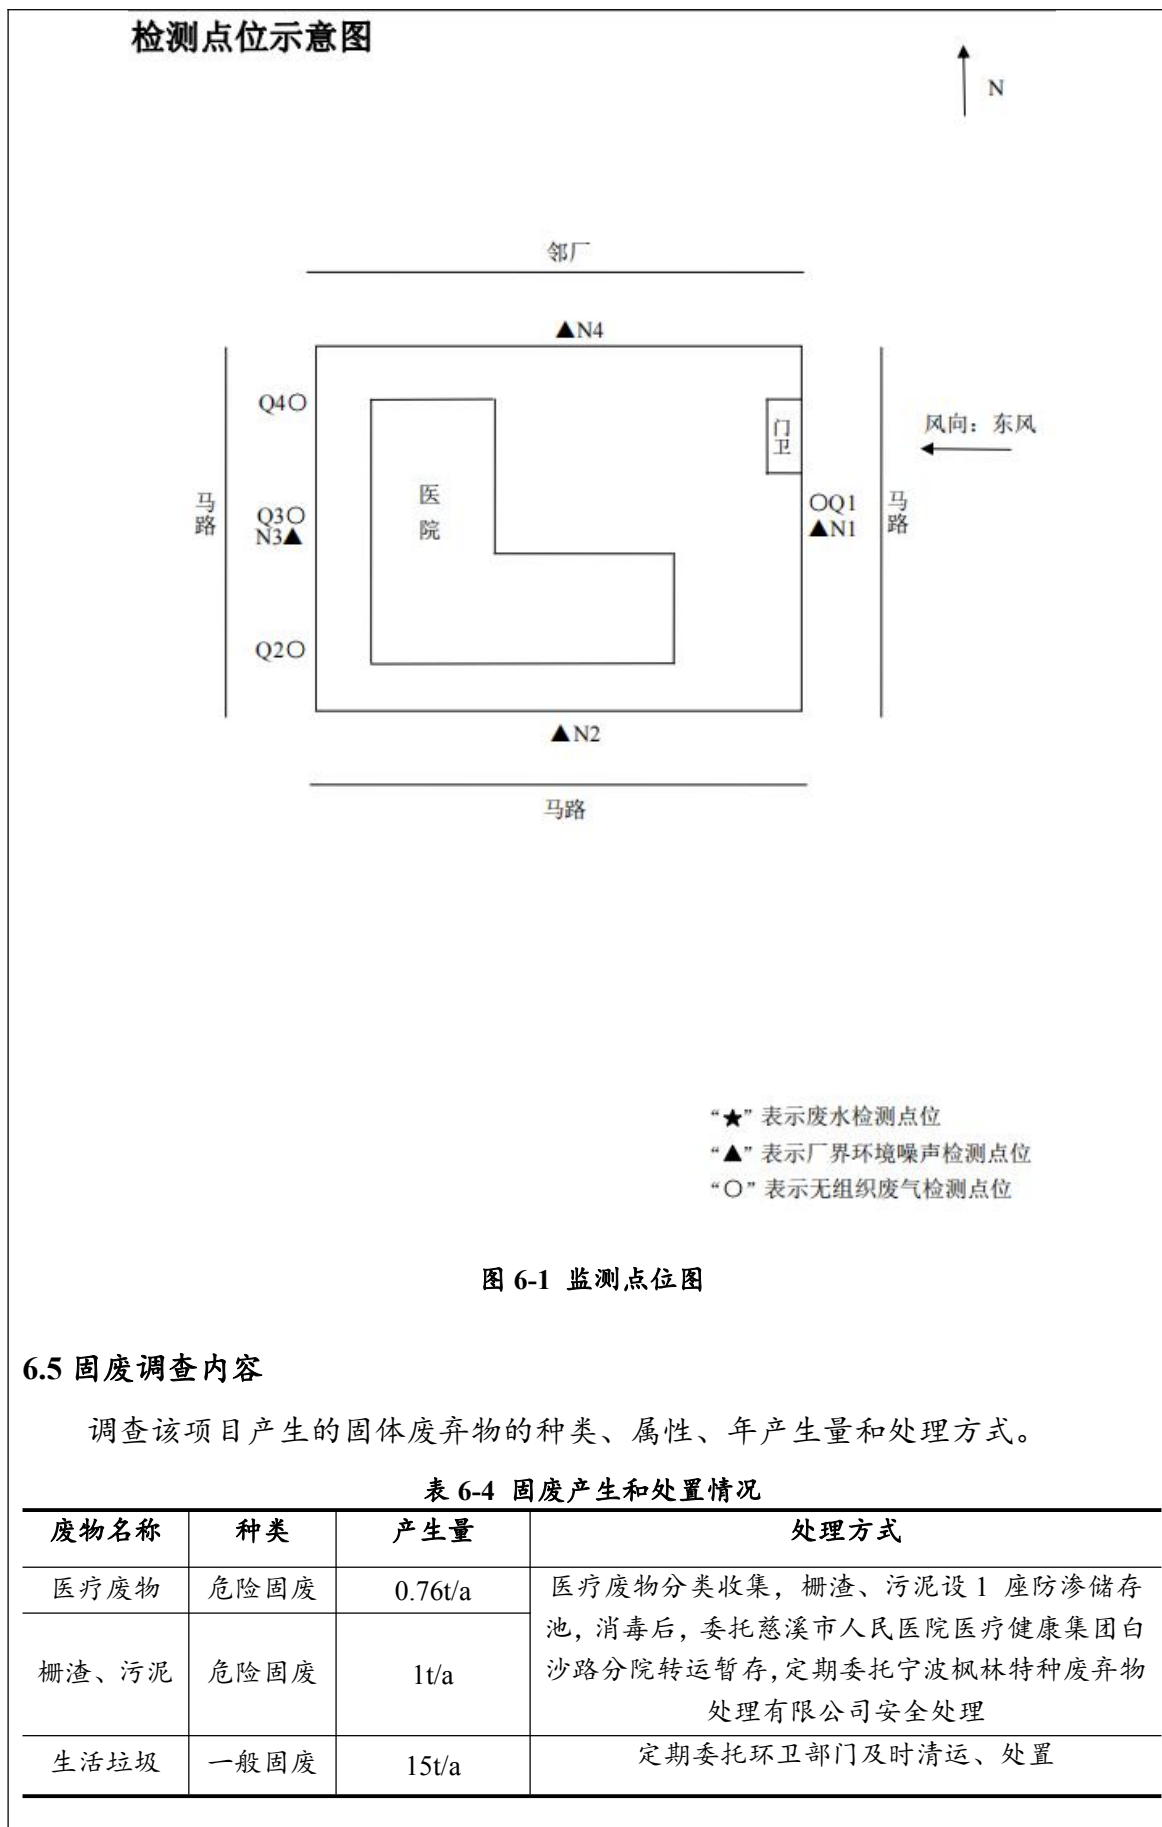 检测点位示意图
N
邻厂
▲N4
Q4○
门卫
风向：东风
医院
马路
Q3○
N3▲
○Q1
▲N1
马路
Q2○
▲N2
马路
“★”表示废水检测点位
“▲”表示厂界环境噪声检测点位
“○”表示无组织废气检测点位
图 6-1 监测点位图
6.5 固废调查内容
调查该项目产生的固体废弃物的种类、属性、年产生量和处理方式。
表 6-4 固废产生和处置情况
废物名称 种类 产生量 处理方式
医疗废物 危险固废 0.76t/a
栅渣、污泥 危险固废 1t/a
医疗废物分类收集，栅渣、污泥设 1 座防渗储存
池，消毒后，委托慈溪市人民医院医疗健康集团白
沙路分院转运暂存，定期委托宁波枫林特种废弃物
处理有限公司安全处理
生活垃圾 一般固废 15t/a 定期委托环卫部门及时清运、处置